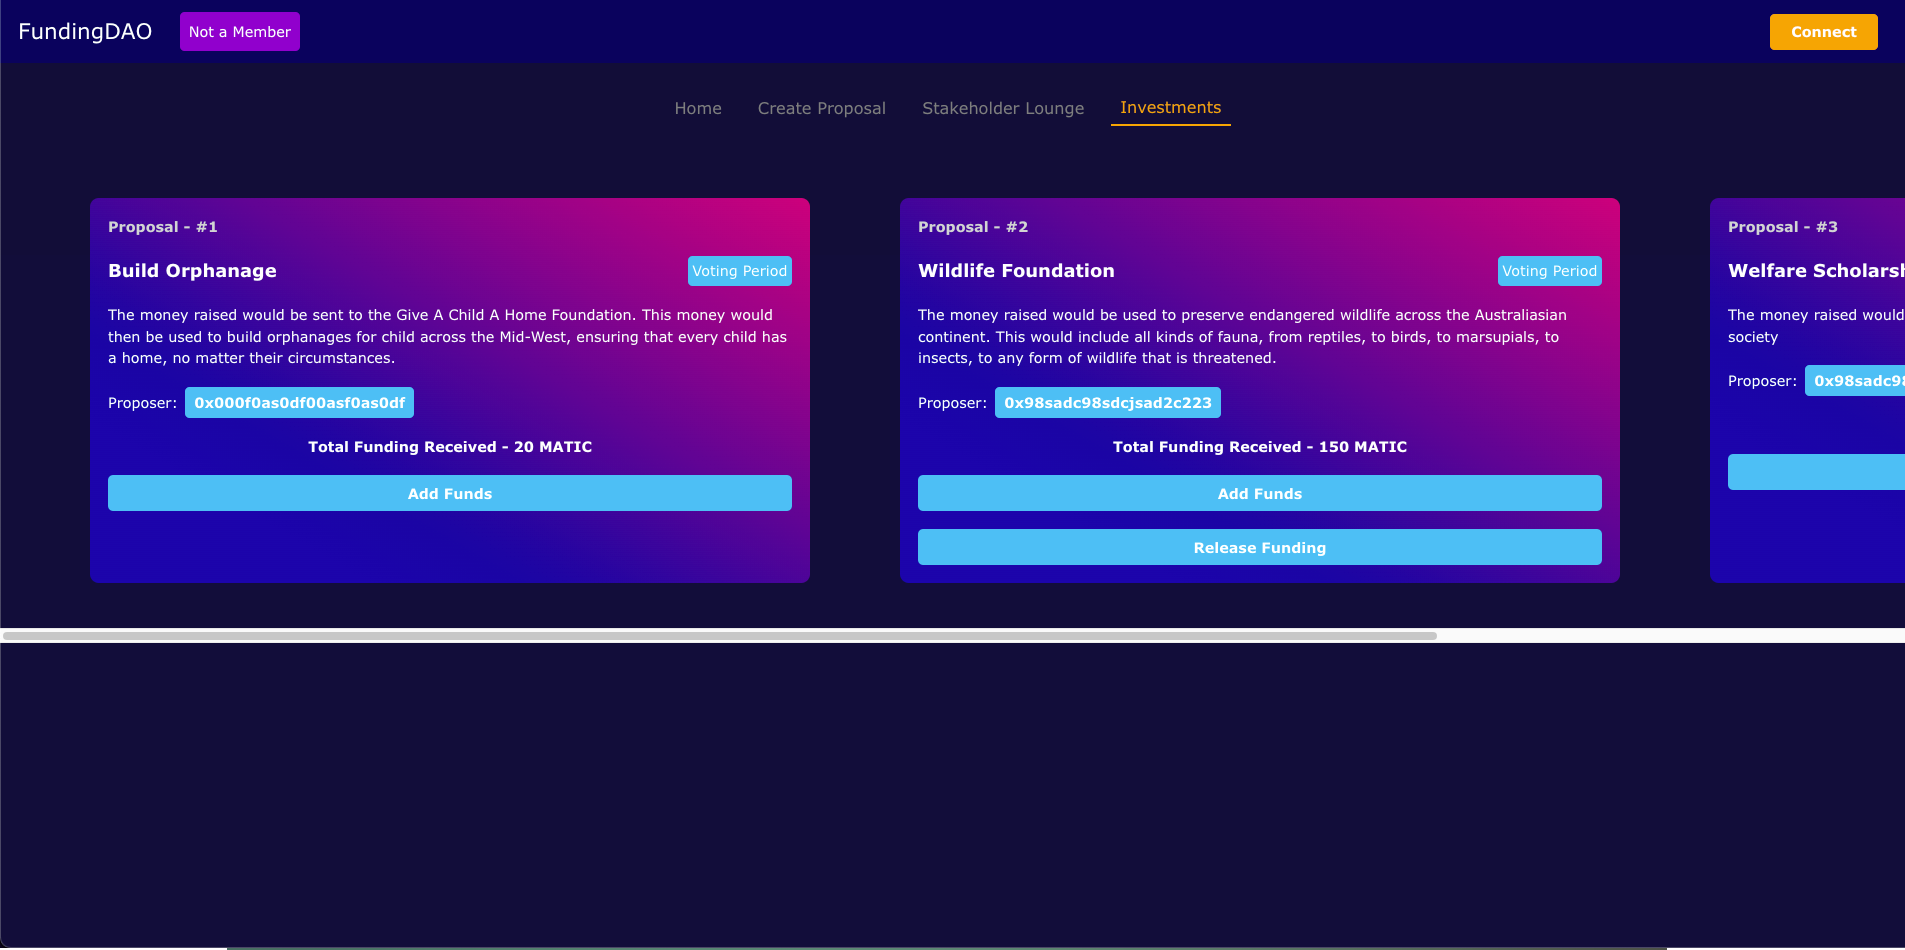 FundingDAO
Not a Member
Connect
Home
Create Proposal
Stakeholder Lounge
Investments
Proposal - #1
Build Orphanage
Voting Period
The money raised would be sent to the Give A Child A Home Foundation. This money would
then be used to build orphanages for child across the Mid-West, ensuring that every child has
a home, no matter their circumstances.
Proposer: 0x000f0as0df00asf0as0df
Total Funding Received - 20 MATIC
Add Funds
Proposal - #2
Wildlife Foundation
Voting Period
The money raised would be used to preserve endangered wildlife across the Australiasian
continent. This would include all kinds of fauna, from reptiles, to birds, to marsupials, to
insects, to any form of wildlife that is threatened.
Proposer: 0x98sadc98sdcjsad2c223
Total Funding Received - 150 MATIC
Add Funds
Release Funding
Proposal - #3
Welfare
The money raised would
society
Proposer: